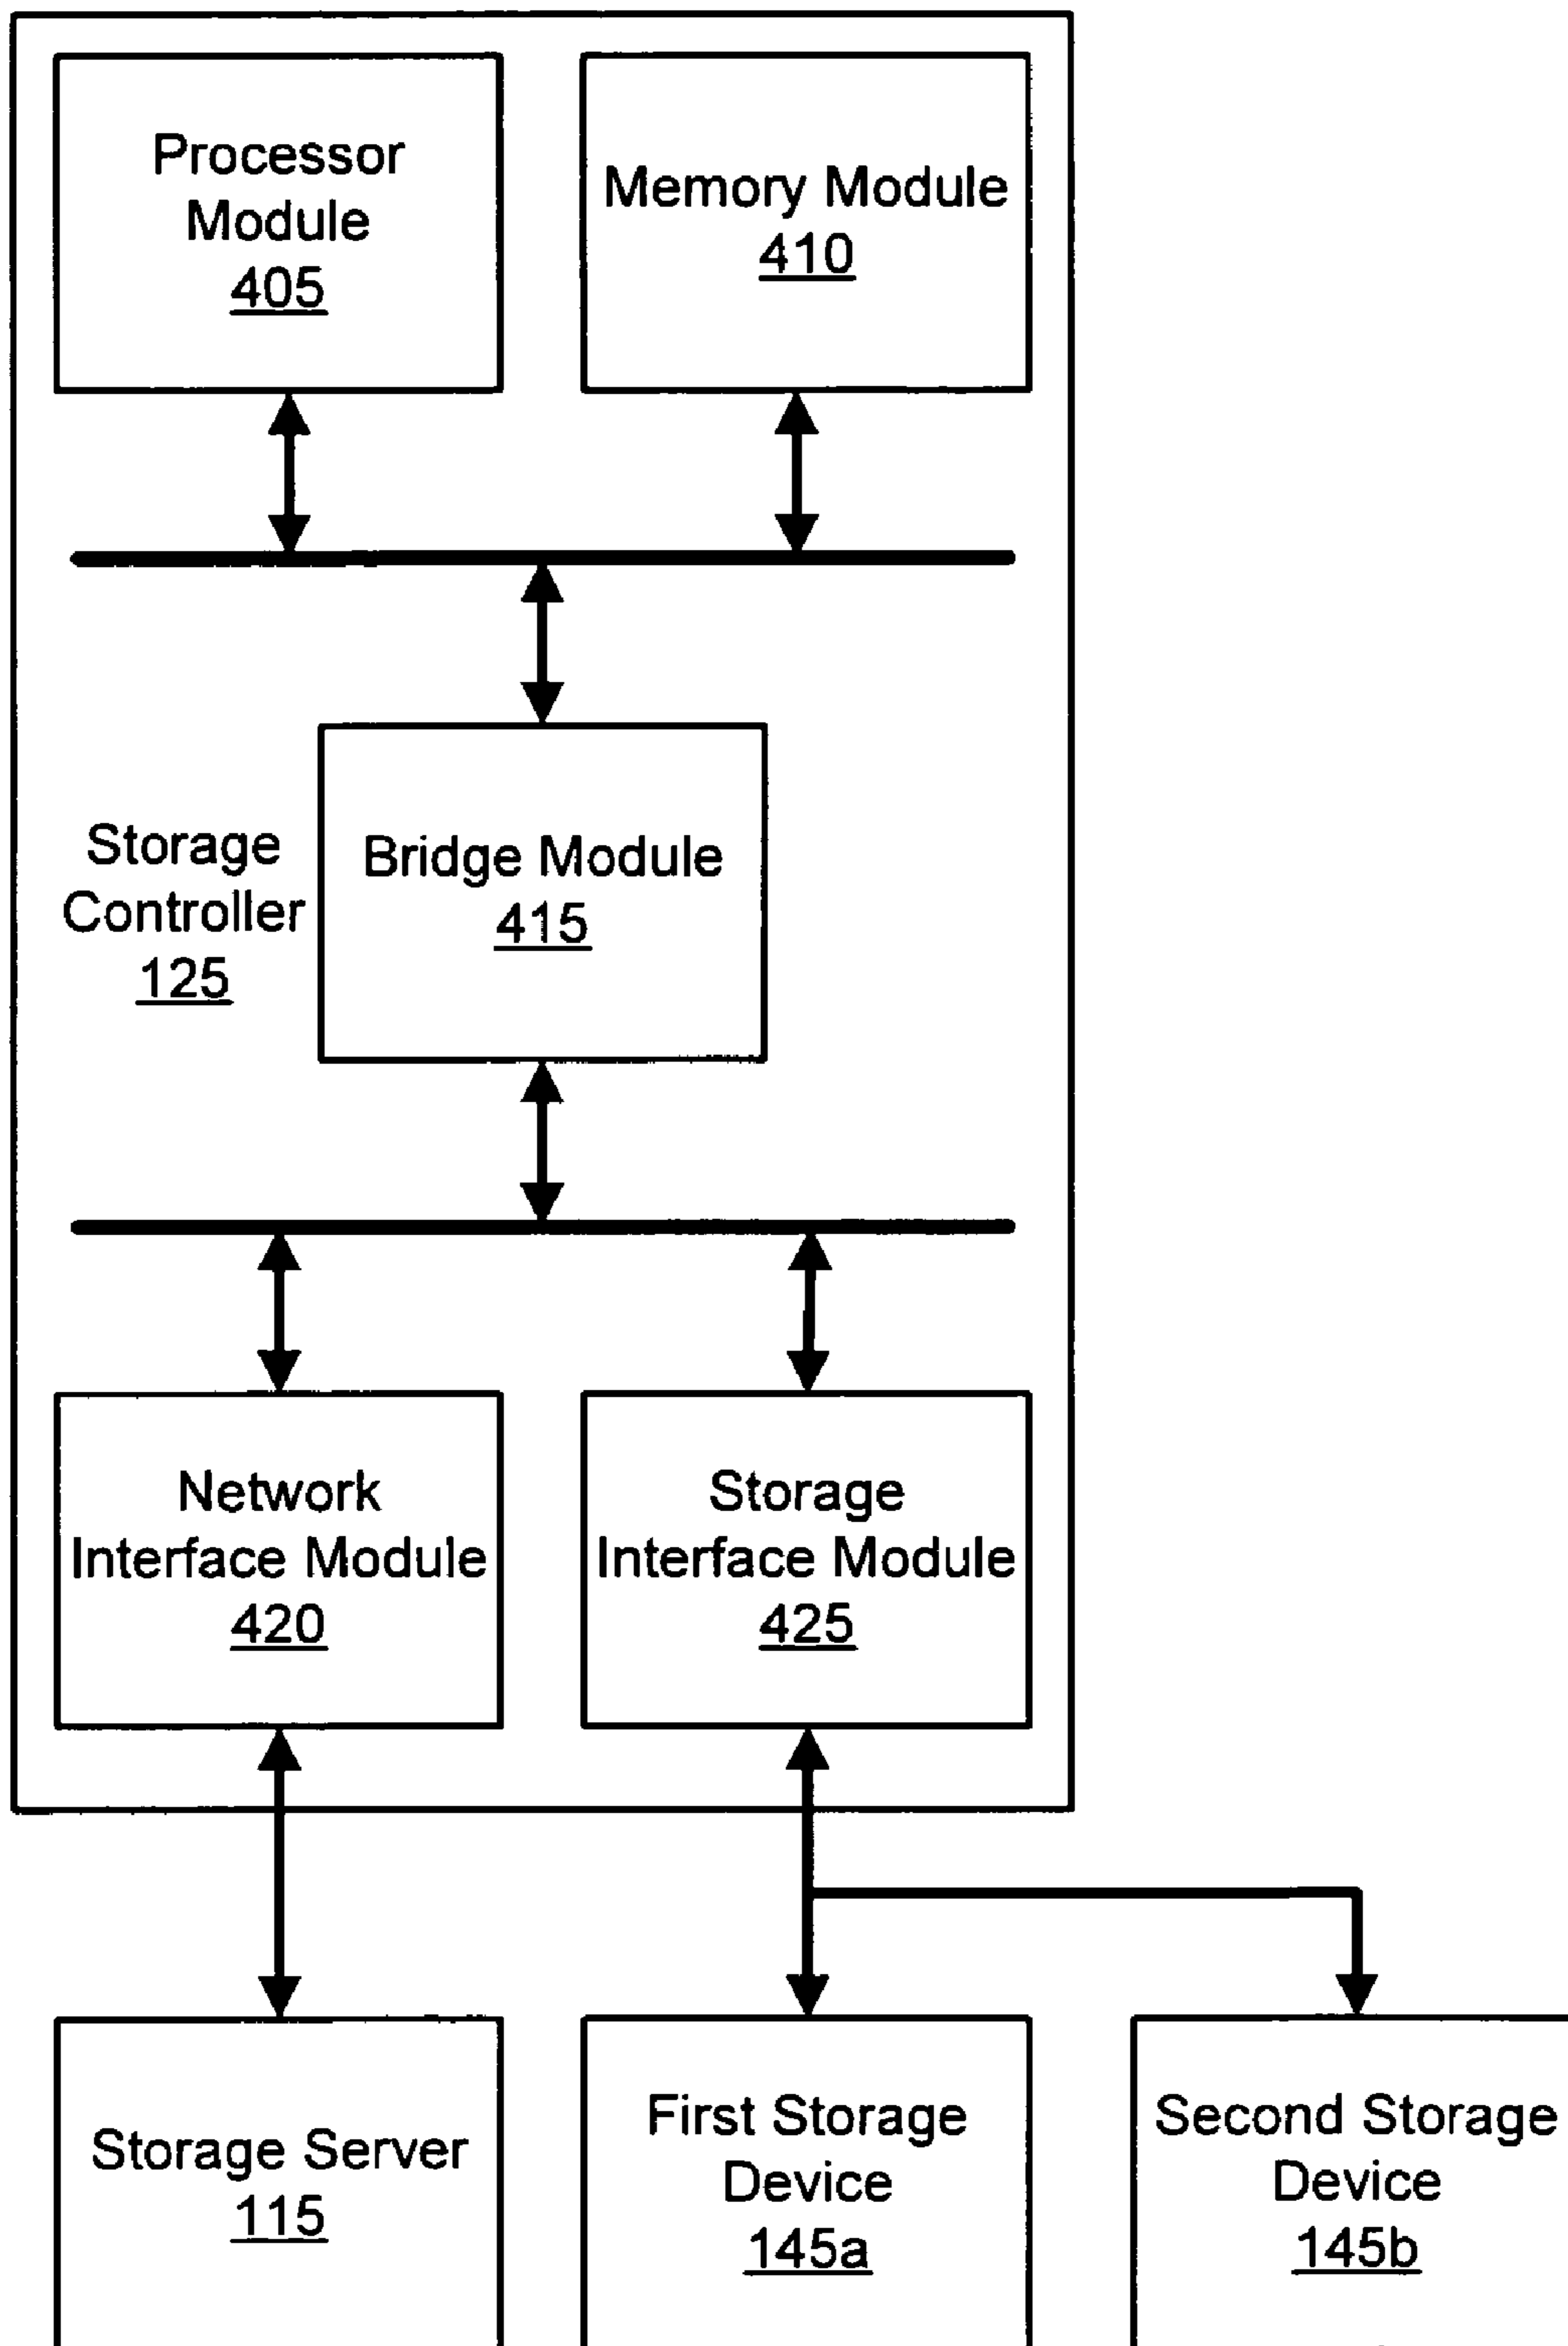 Processor
Module
405
Memory Module
410
Storage
Controller
125
Bridge Module
415
Network
Interface Module
420
Storage
Interface Module
425
Storage Server
115
First Storage
Device
145a
Second Storage
Device
145b